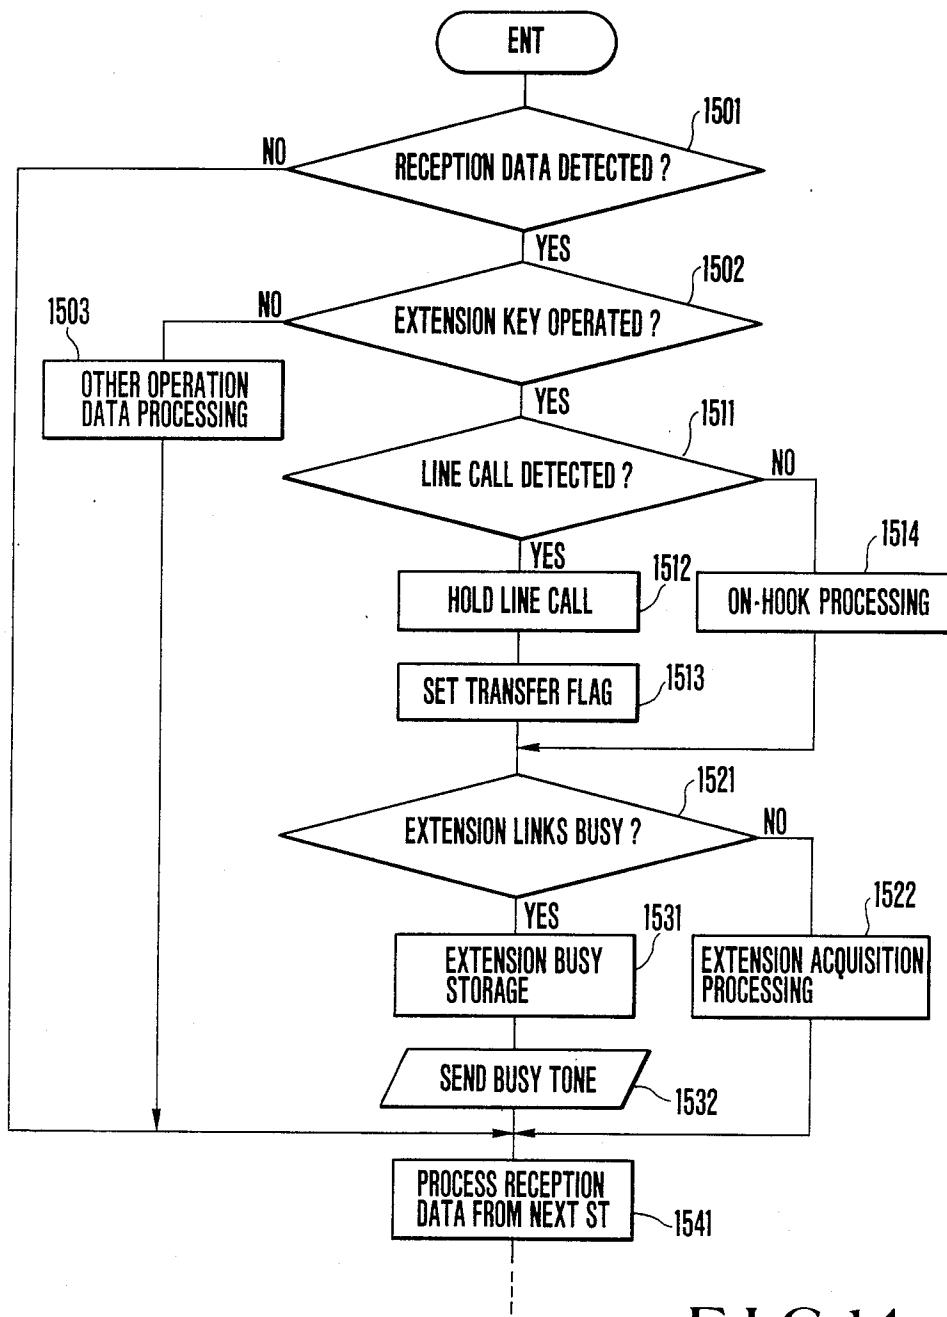 ENT
1501
NO
RECEPTION DATA DETECTED ?
YES
1502
NO
EXTENSION KEY OPERATED ?
1503
OTHER OPERATION
DATA PROCESSING
YES
1511
LINE CALL DETECTED ?
NO
YES
1512
1514
HOLD LINE CALL
ON-HOOK PROCESSING
SET TRANSFER FLAG
1513
1521
EXTENSION LINKS BUSY ?
NO
YES
1531
1522
EXTENSION BUSY
STORAGE
EXTENSION ACQUISITION
PROCESSING
SEND BUSY TONE
1532
PROCESS RECEPTION
DATA FROM NEXT ST
1541